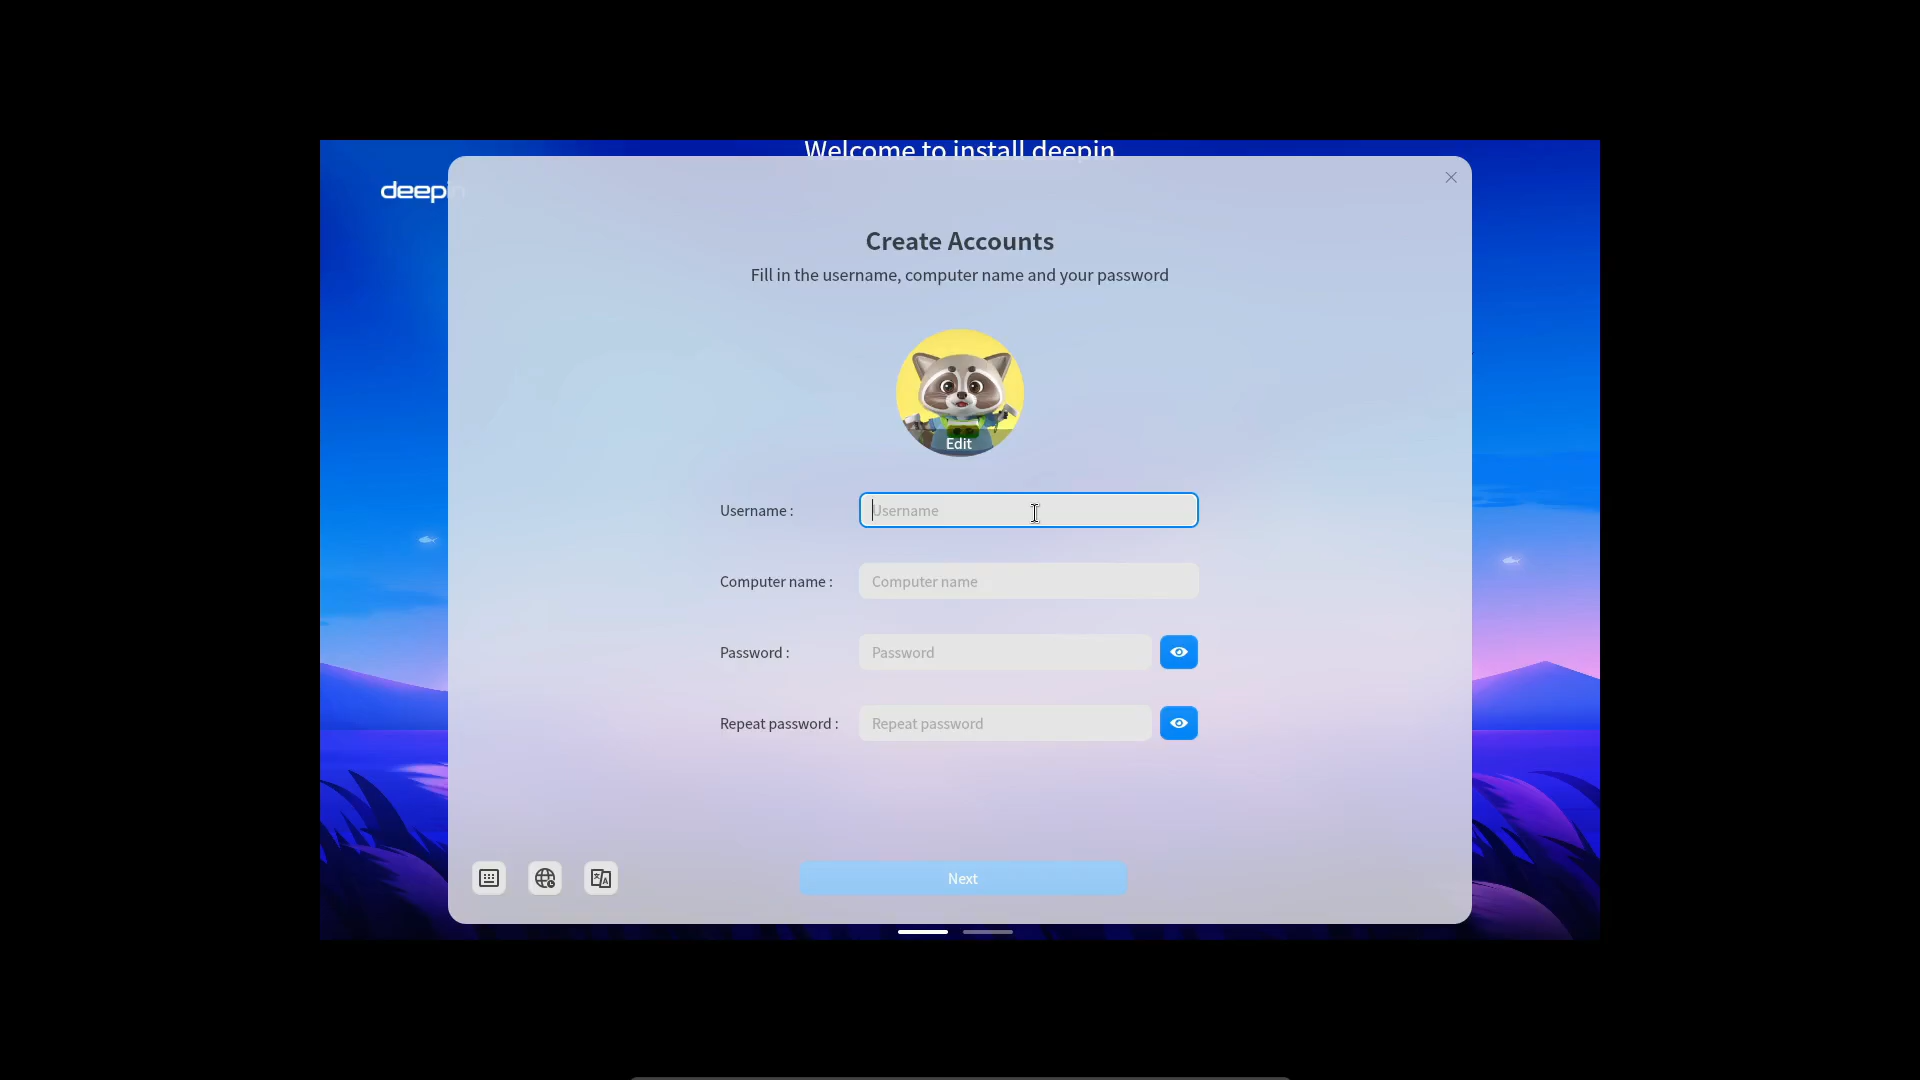 Welcome to install deepin
deepin
Create Accounts
Fill in the username, computer name and your password
Edit
Username :
Username
Computer name :
Computer name
Password :
Password
Repeat password :
Repeat password
Next